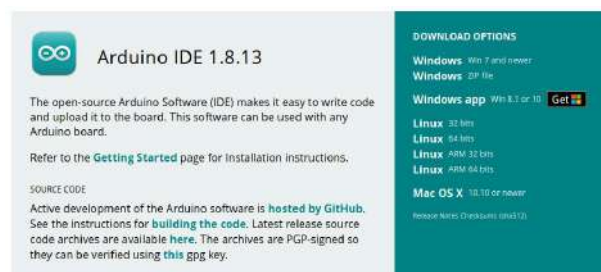 Arduino IDE 1.8.13
The open-source Arduino Software (IDE) makes it easy to write code
and upload it to the board. This software can be used with any
Arduino board.
Refer to the Getting Started page for Installation instructions.
SOURCE CODE
Active development of the Arduino software is hosted by GitHub.
See the instructions for building the code. Latest release source
code archives are available here. The archives are PGP-signed so
they can be verified using this gpg key.
DOWNLOAD OPTIONS
Windows Win 7 and newer
Windows ZIP file
Windows app Win 8.1 or 10 Get
Linux 32 bits
Linux 64 bits
Linux ARM 32 bits
Linux ARM 64 bits
Mac OS X 10.10 or newer
Release Notes Checksums (sha512)